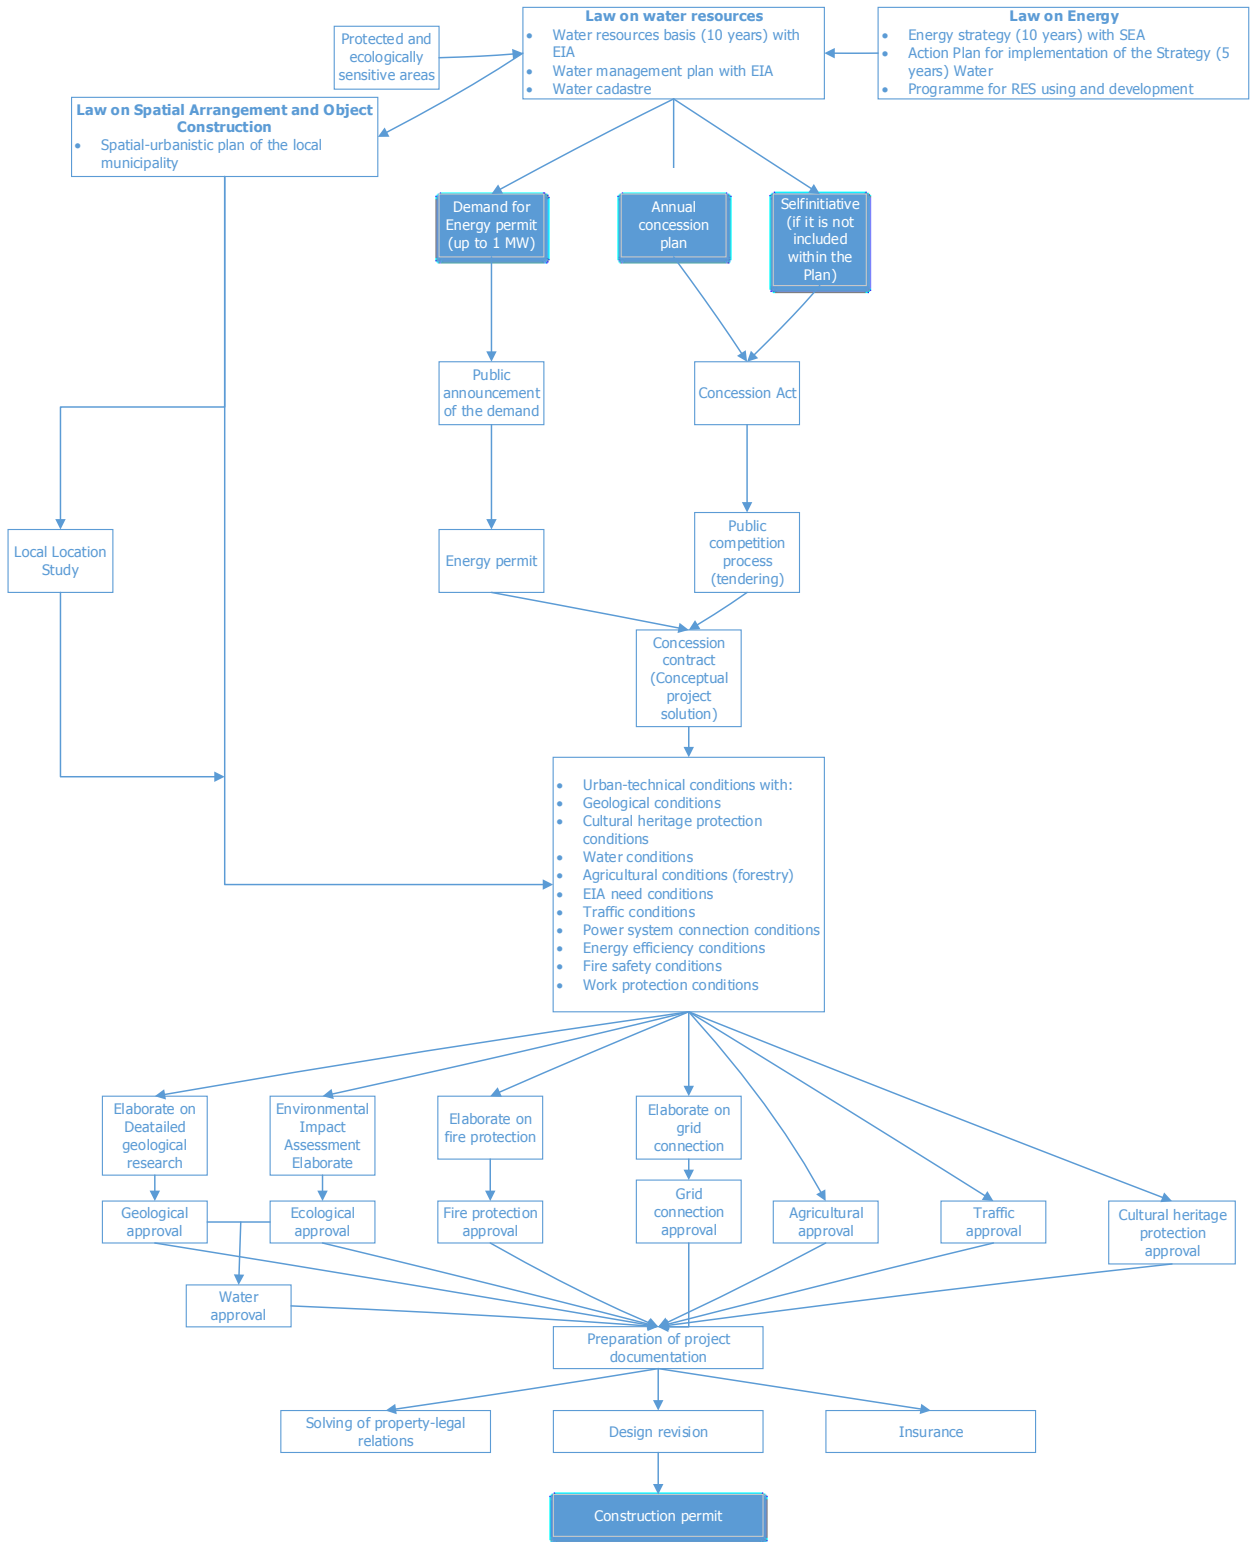 Law on water resources
• Water resources basis (10 years) with
EIA
• Water management plan with EIA
• Water cadastre
Law on Energy
• Energy strategy (10 years) with SEA
• Action Plan for implementation of the Strategy (5
years) Water
• Programme for RES using and development
Protected and
ecologically
sensitive areas
Law on Spatial Arrangement and Object
Construction
• Spatial-urbanistic plan of the local
municipality
Demand for
Energy permit
(up to 1 MW)
Annual
concession
plan
Selfinitiative
(if it is not
included
within the
Plan)
Public
announcement
of the demand
Concession Act
Local Location
Study
Energy permit
Public
competition
process
(tendering)
Concession
contract
(Conceptual
project
solution)
• Urban-technical conditions with:
• Geological conditions
• Cultural heritage protection
conditions
• Water conditions
• Agricultural conditions (forestry)
• EIA need conditions
• Traffic conditions
• Power system connection conditions
• Energy efficiency conditions
• Fire safety conditions
• Work protection conditions
Elaborate on
Deatailed
geological
research
Environmental
Impact
Assessment
Elaborate
Elaborate on
fire protection
Elaborate on
grid
connection
Geological
approval
Ecological
approval
Fire protection
approval
Grid
connection
approval
Agricultural
approval
Traffic
approval
Cultural heritage
protection
approval
Water
approval
Preparation of project
documentation
Solving of property-legal
relations
Design revision
Insurance
Construction permit